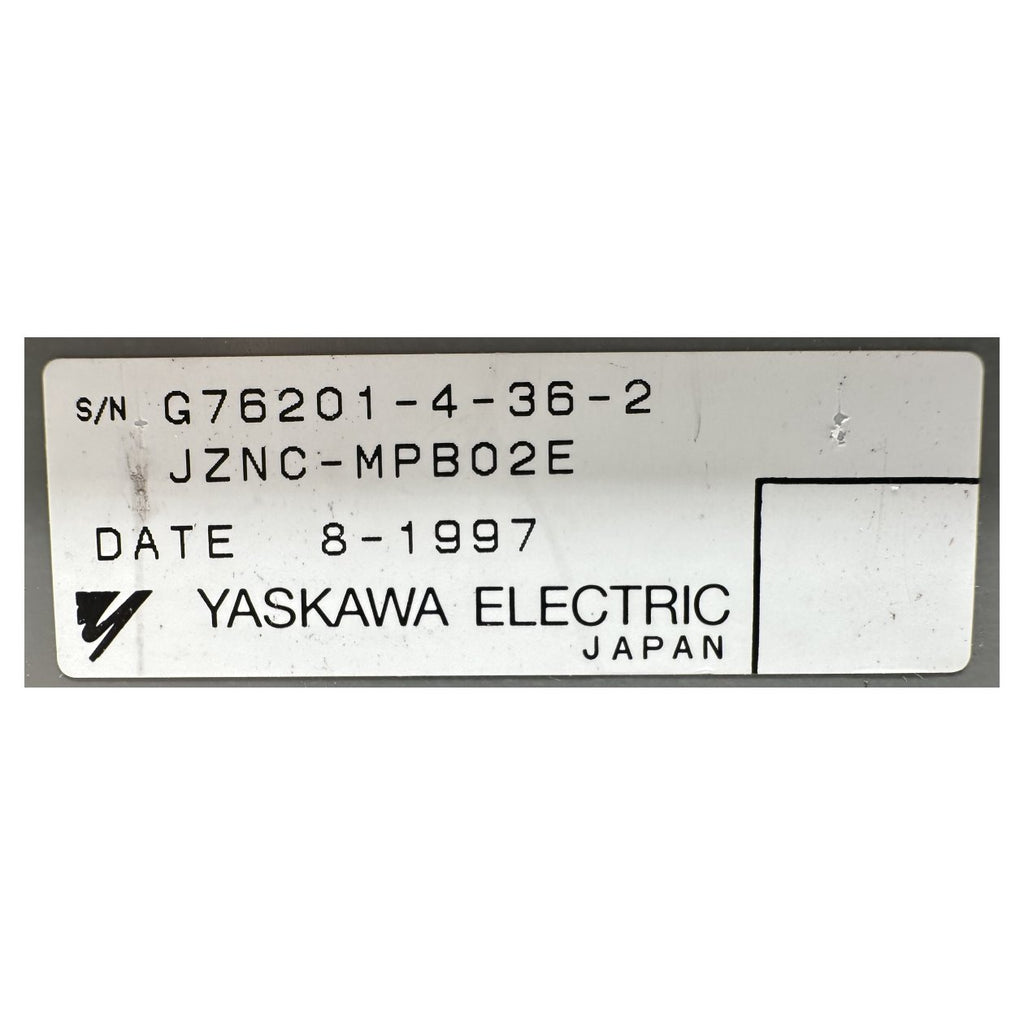 S/N G76201-4-36-2
JZNC-MPB02E
DATE 8-1997
YASKAWA ELECTRIC
JAPAN